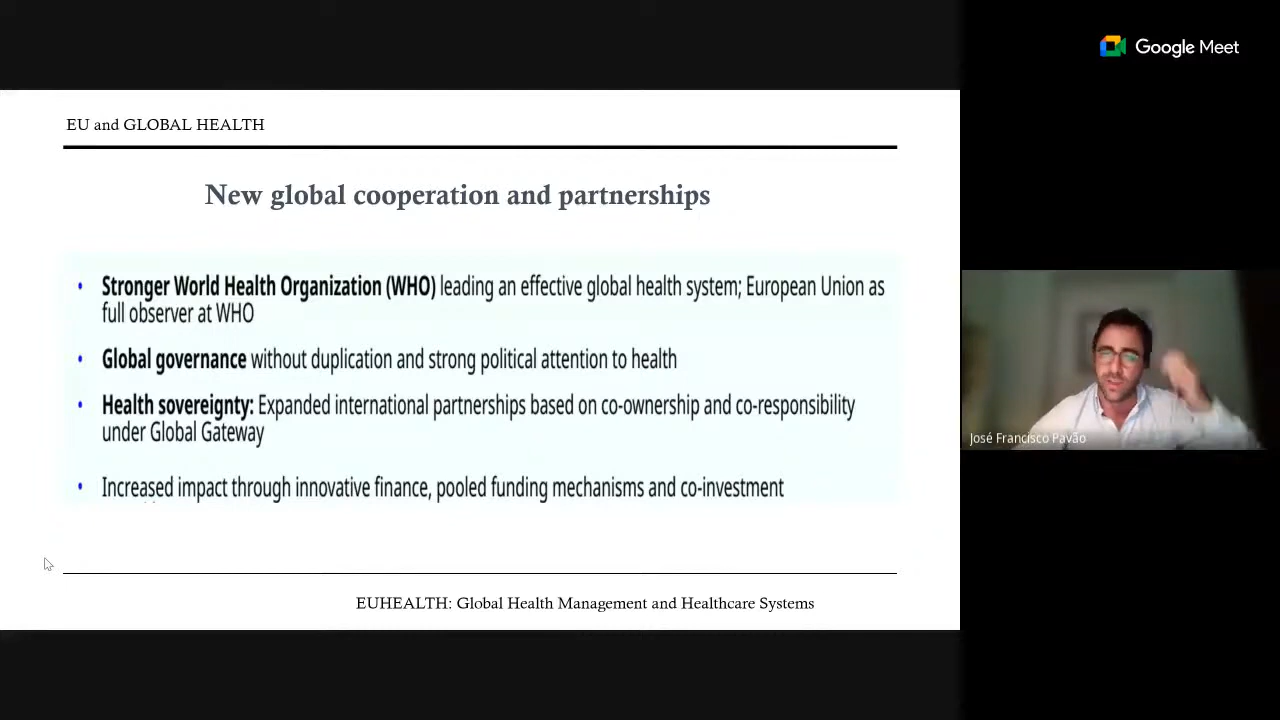 Google Meet
EU and GLOBAL HEALTH
New global cooperation and partnerships
• Stronger World Health Organization (WHO) leading an effective global health system; European Union as
full observer at WHO
• Global governance without duplication and strong political attention to health
• Health sovereignty: Expanded international partnerships based on co-ownership and co-responsibility
under Global Gateway
• Increased impact through innovative finance, pooled funding mechanisms and co-investment
José Francisco Pavão
EUHEALTH: Global Health Management and Healthcare Systems